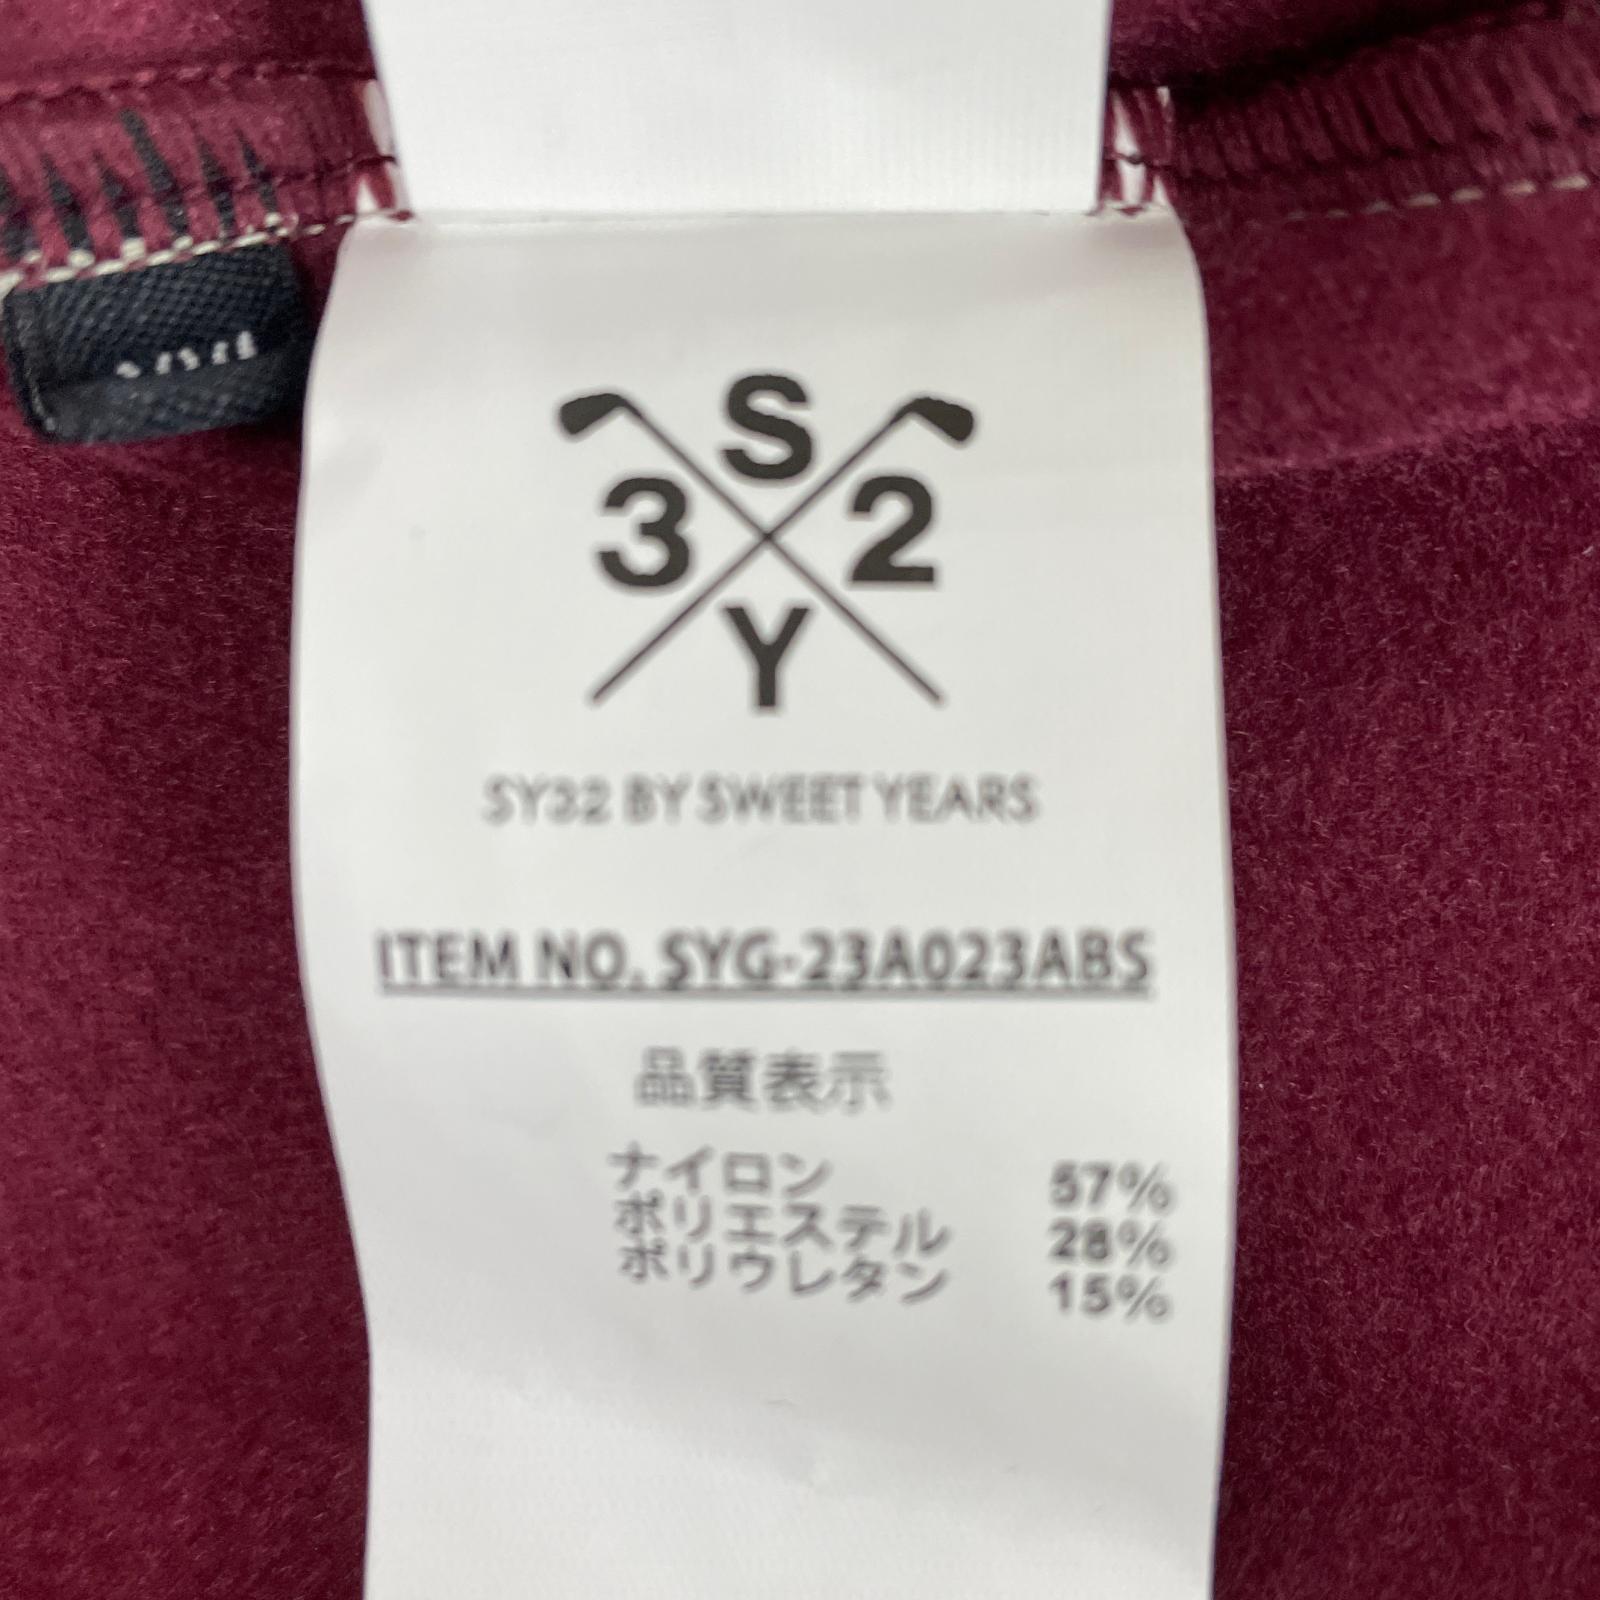 S
3 2
Y
SY32 BY SWEET YEARS
ITEM NO. SYG-23A023ABS
品質表示
ナイロン 57%
ポリエステル 28%
ポリウレタン 15%